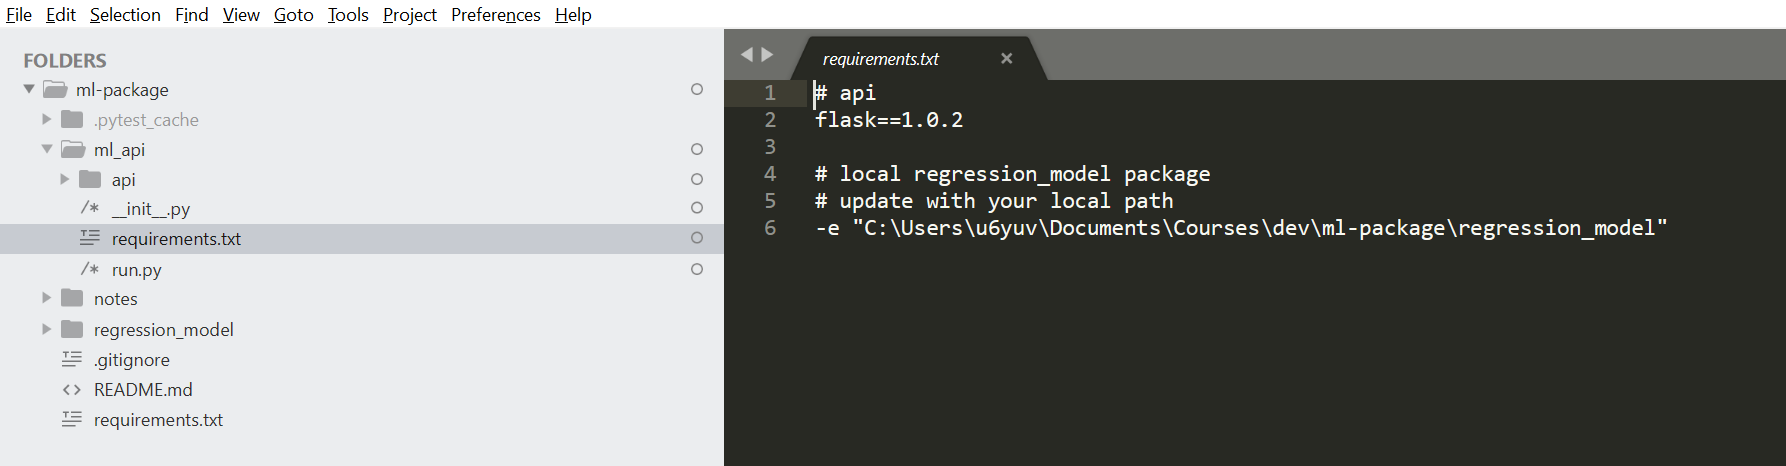 File Edit Selection Find View Goto Tools Project Preferences Help
FOLDERS
ml-package
.pytest_cache
ml_api
api
/* __init__.py
requirements.txt
/* run.py
notes
regression_model
.gitignore
<> README.md
requirements.txt
requirements.txt ×
1 # api
2 flask==1.0.2
3
4 # local regression_model package
5 # update with your local path
6 -e "C:\Users\u6yuv\Documents\Courses\dev\ml-package\regression_model"